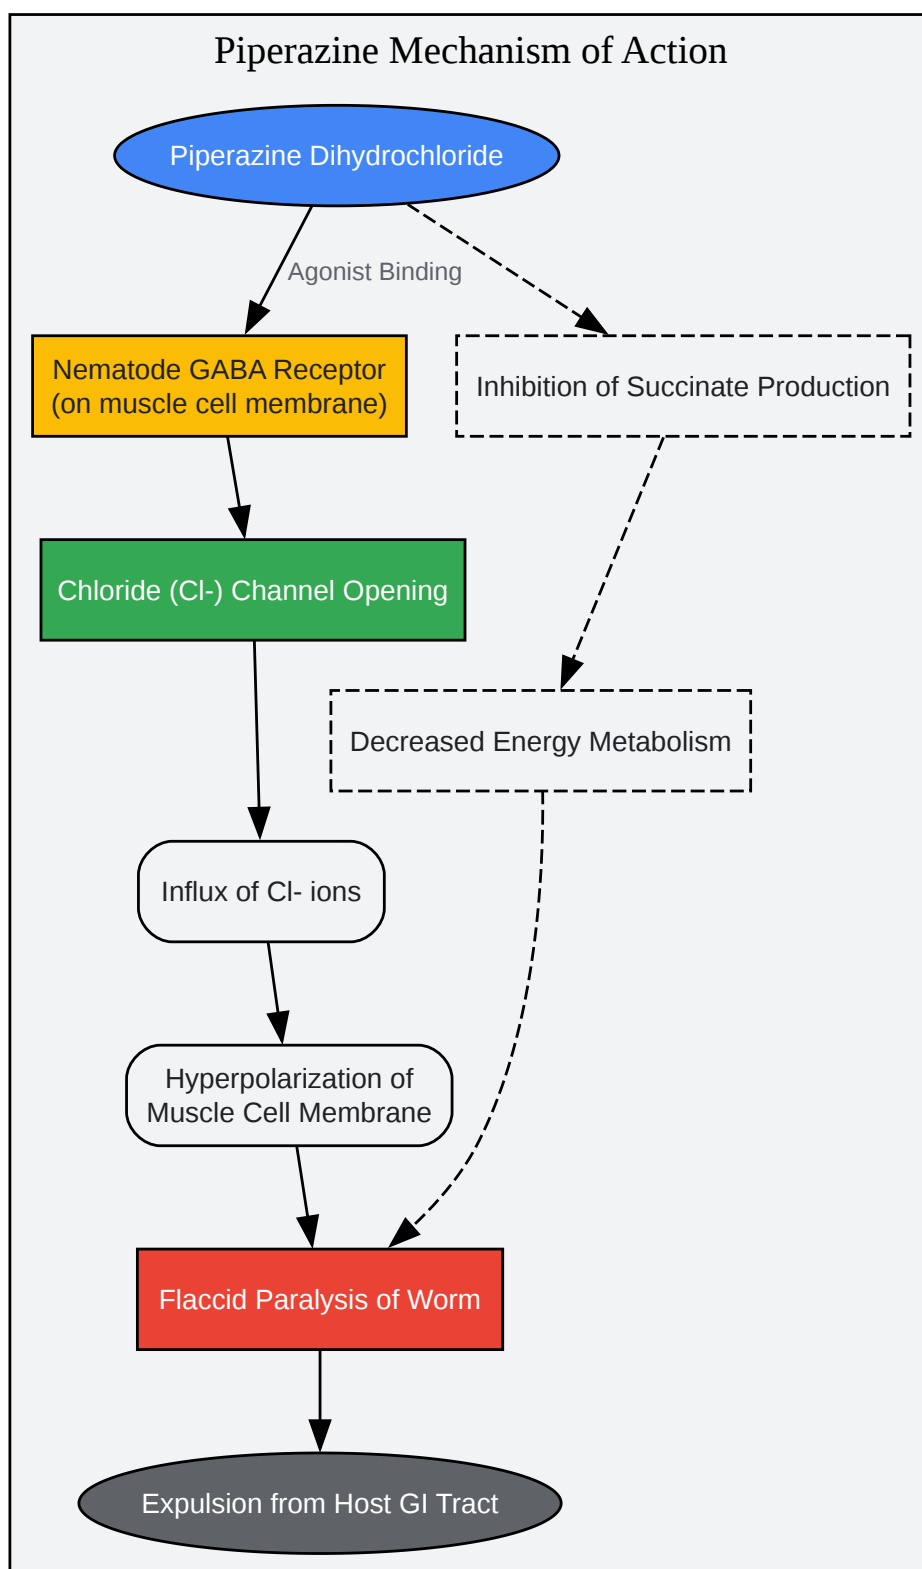 Piperazine Mechanism of Action
Piperazine Dihydrochloride
Agonist Binding
Nematode GABA Receptor
(on muscle cell membrane)
Inhibition of Succinate Production
Chloride (Cl-) Channel Opening
Decreased Energy Metabolism
Influx of Cl- ions
Hyperpolarization of
Muscle Cell Membrane
Flaccid Paralysis of Worm
Expulsion from Host GI Tract